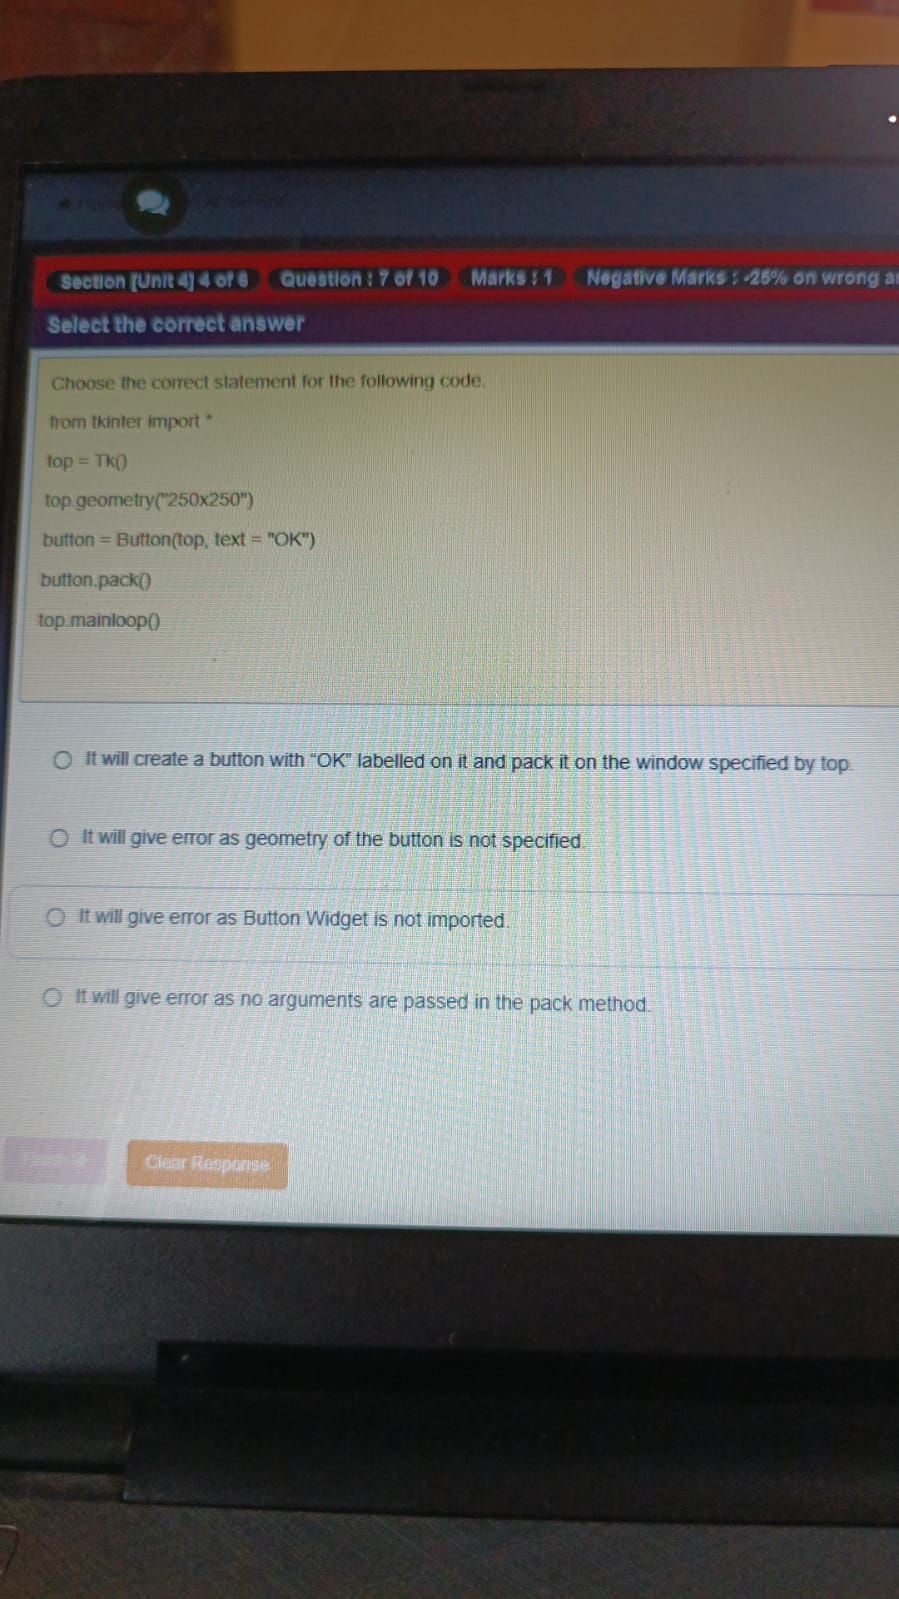 Section [Unit 4] 4 of 6 Question : 7 of 10 Marks : 1 Negative Marks : -25% on wrong
Select the correct answer
Choose the correct statement for the following code.
from tkinter import *
top = Tk()
top.geometry("250x250")
button = Button(top, text = "OK")
button.pack()
top.mainloop()
It will create a button with “OK” labelled on it and pack it on the window specified by top.
It will give error as geometry of the button is not specified.
It will give error as Button Widget is not imported.
It will give error as no arguments are passed in the pack method.
Clear Response